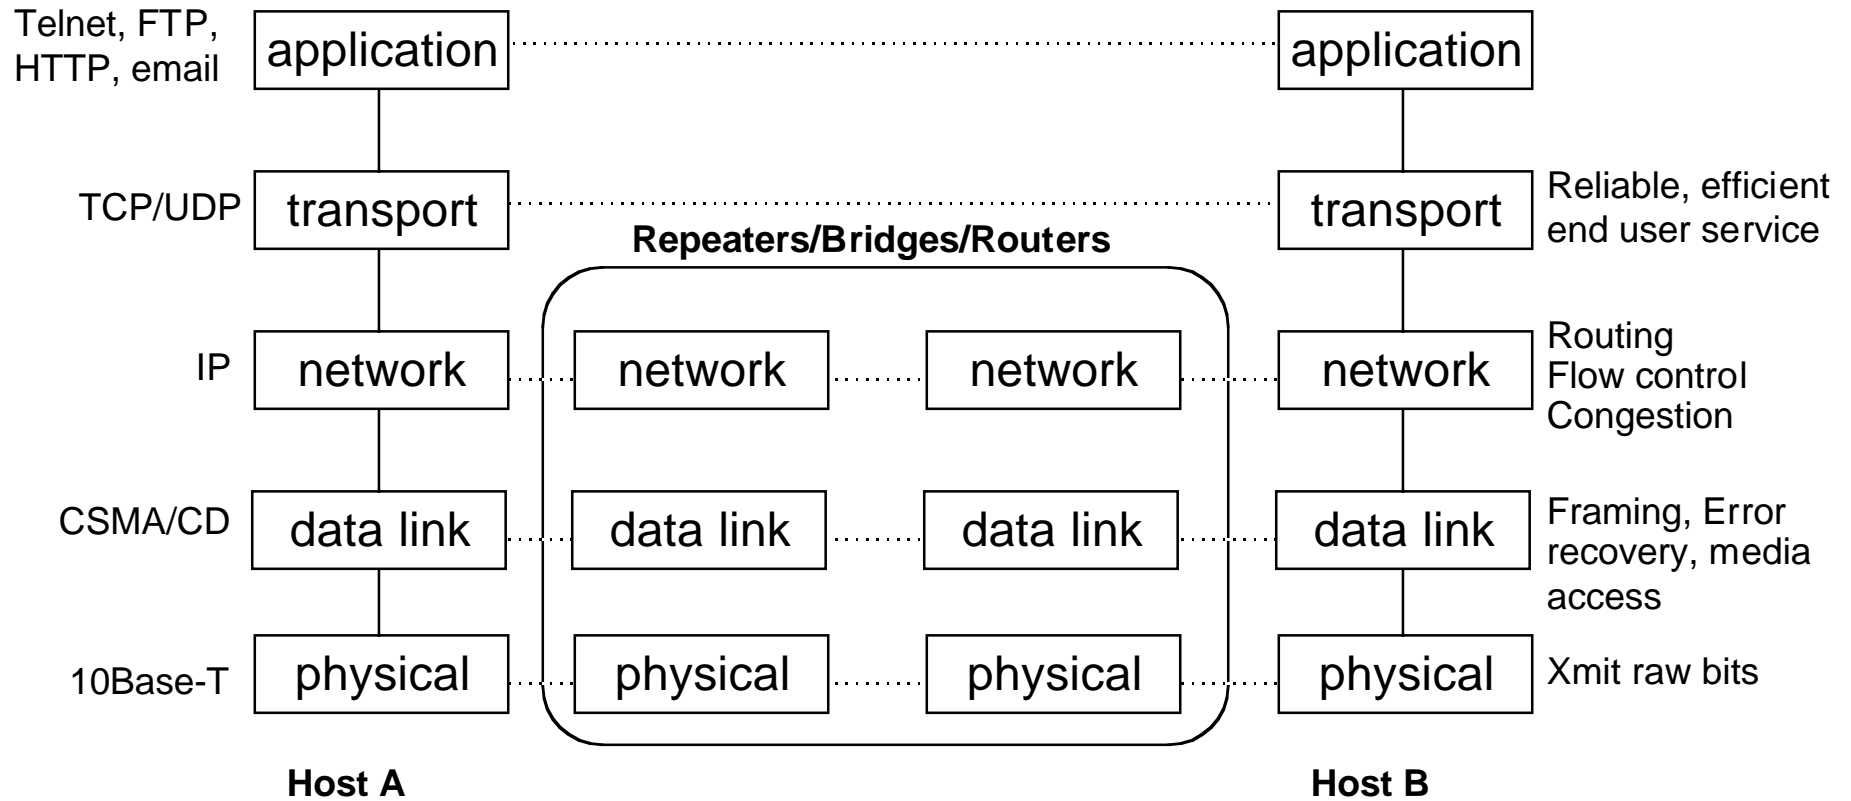 Telnet, FTP,
HTTP, email
application
application
TCP/UDP
transport
transport
Reliable, efficient
end user service
Repeaters/Bridges/Routers
IP
network
network
network
network
Routing
Flow control
Congestion
CSMA/CD
data link
data link
data link
data link
Framing, Error
recovery, media
access
10Base-T
physical
physical
physical
physical
Xmit raw bits
Host A
Host B